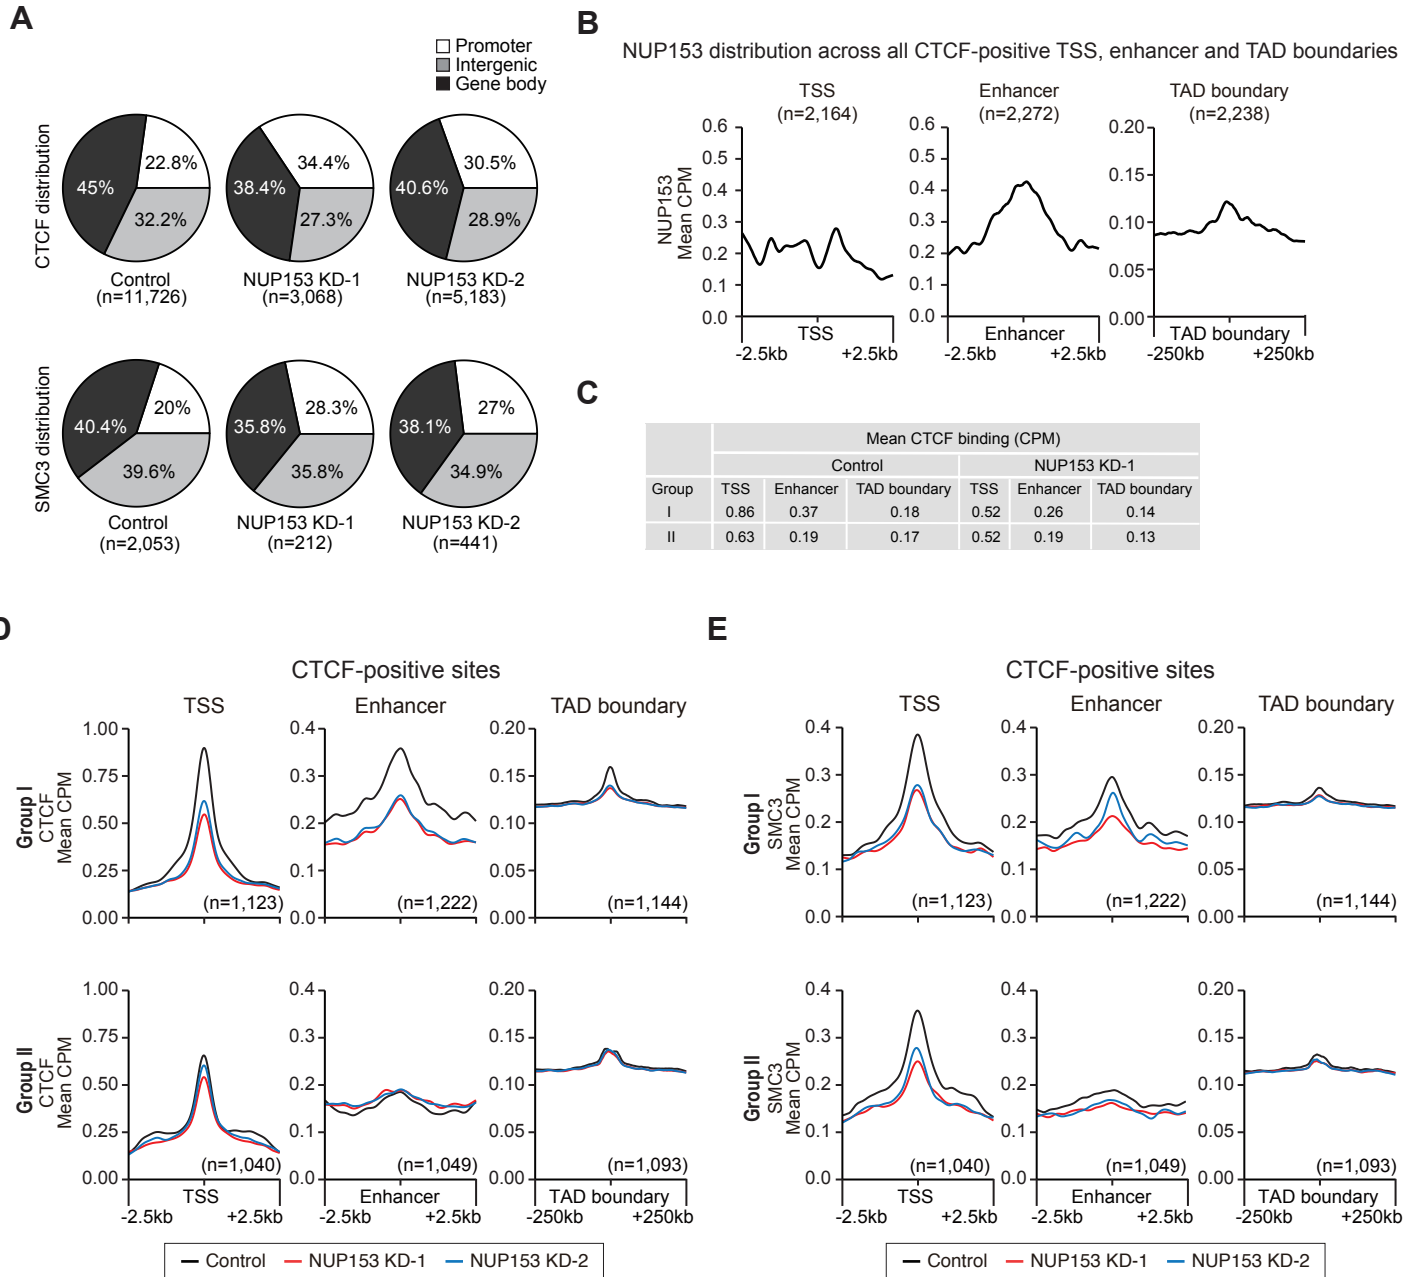 A
Promoter
Intergenic
Gene body
CTCF distribution
22.8%
45%
32.2%
Control
(n=11,726)
34.4%
38.4%
27.3%
NUP153 KD-1
(n=3,068)
30.5%
40.6%
28.9%
NUP153 KD-2
(n=5,183)
SMC3 distribution
20%
40.4%
39.6%
Control
(n=2,053)
28.3%
35.8%
35.8%
NUP153 KD-1
(n=212)
27%
38.1%
34.9%
NUP153 KD-2
(n=441)
B
NUP153 distribution across all CTCF-positive TSS, enhancer and TAD boundaries
NUP153
Mean CPM
TSS
(n=2,164)
0.6
0.5
0.4
0.3
0.2
0.1
0.0
TSS
-2.5kb +2.5kb
Enhancer
(n=2,272)
0.6
0.5
0.4
0.3
0.2
0.1
0.0
Enhancer
-2.5kb +2.5kb
TAD boundary
(n=2,238)
0.20
0.15
0.10
0.05
0.00
TAD boundary
-250kb +250kb
C
Mean CTCF binding (CPM)
Control NUP153 KD-1
Group TSS Enhancer TAD boundary TSS Enhancer TAD boundary
I 0.86 0.37 0.18 0.52 0.26 0.14
II 0.63 0.19 0.17 0.52 0.19 0.13
D
CTCF-positive sites
TSS Enhancer TAD boundary
Group I
CTCF
Mean CPM
1.00
0.75
0.50
0.25
0.00
(n=1,123)
0.4
0.3
0.2
0.1
0.0
(n=1,222)
0.20
0.15
0.10
0.05
0.00
(n=1,144)
Group II
CTCF
Mean CPM
1.00
0.75
0.50
0.25
0.00
(n=1,040)
TSS
-2.5kb +2.5kb
0.4
0.3
0.2
0.1
0.0
(n=1,049)
Enhancer
-2.5kb +2.5kb
0.20
0.15
0.10
0.05
0.00
(n=1,093)
TAD boundary
-250kb +250kb
Control NUP153 KD-1 NUP153 KD-2
E
CTCF-positive sites
TSS Enhancer TAD boundary
Group I
SMC3
Mean CPM
0.4
0.3
0.2
0.1
0.0
(n=1,123)
0.4
0.3
0.2
0.1
0.0
(n=1,222)
0.20
0.15
0.10
0.05
0.00
(n=1,144)
Group II
SMC3
Mean CPM
0.4
0.3
0.2
0.1
0.0
(n=1,040)
TSS
-2.5kb +2.5kb
0.4
0.3
0.2
0.1
0.0
(n=1,049)
Enhancer
-2.5kb +2.5kb
0.20
0.15
0.10
0.05
0.00
(n=1,093)
TAD boundary
-250kb +250kb
Control NUP153 KD-1 NUP153 KD-2